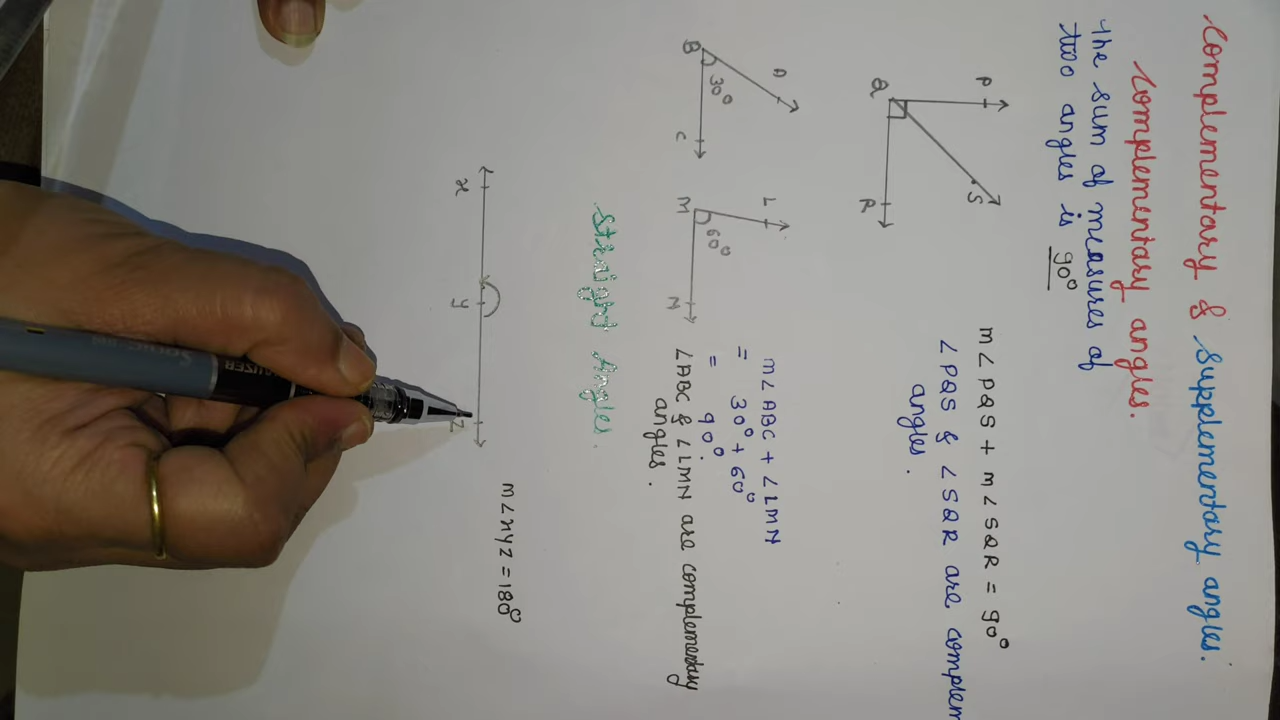 Complementary & Supplementary angles.
Complementary angles.
The sum of measures of
two angles is 90°
P
S
Q
R
m∠PQS + m∠SQR = 90°
∠PQS & ∠SQR are complem
angles.
30°
B
C
L
60°
M
N
m∠ABC + ∠LMN
= 30° + 60°
= 90°
∠ABC & ∠LMN are complementary
angles.
Straight Angles.
x
y
Z
m∠xyz = 180°